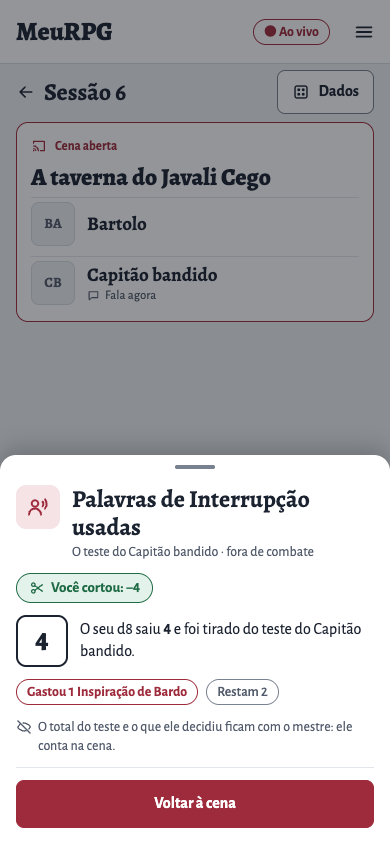 MeuRPG
Ao vivo
Sessão 6
Dados
Cena aberta
A taverna do Javali Cego
BA
Bartolo
CB
Capitão bandido
Fala agora
Palavras de Interrupção
usadas
O teste do Capitão bandido · fora de combate
Você cortou: −4
4
O seu d8 saiu 4 e foi tirado do teste do Capitão
bandido.
Gastou 1 Inspiração de Bardo
Restam 2
O total do teste e o que ele decidiu ficam com o mestre: ele
conta na cena.
Voltar à cena